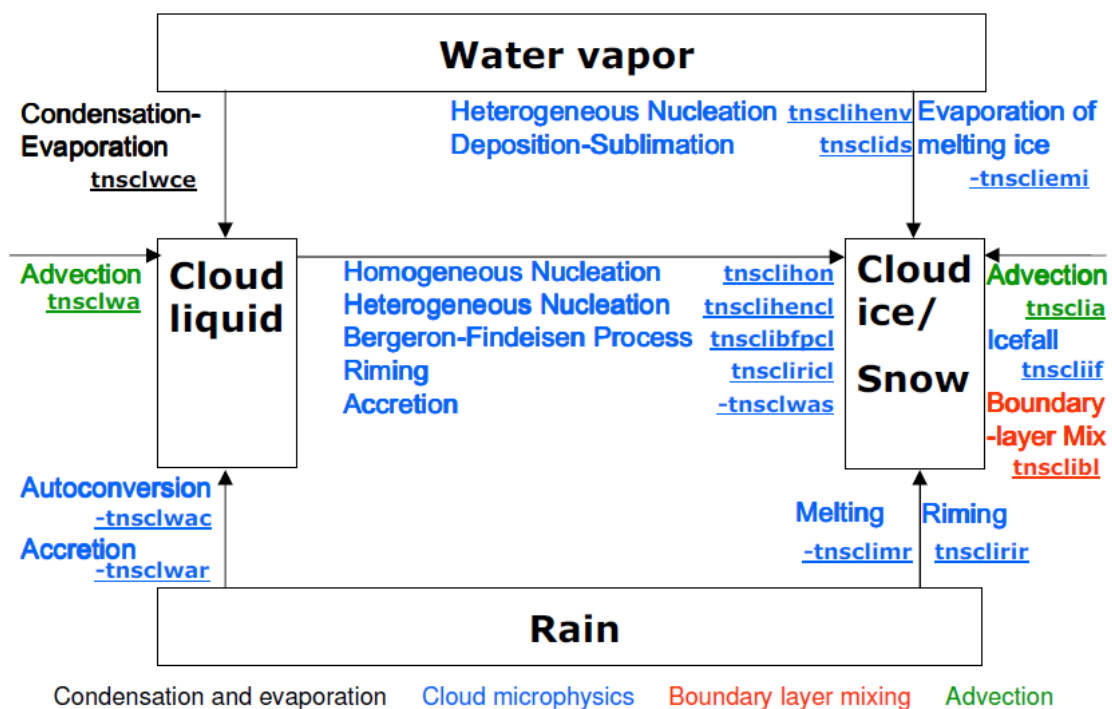 Water vapor
Condensation-
Evaporation
tnsclwce
Heterogeneous Nucleation tnsclihenv
Deposition-Sublimation tnsclids
Evaporation of
melting ice
-tnscliemi
Advection
tnsclwa
Cloud
liquid
Homogeneous Nucleation tnsclihon
Heterogeneous Nucleation tnsclihencl
Bergeron-Findeisen Process tnsclibfpcl
Riming tnscliricl
Accretion -tnsclwas
Cloud
ice/
Snow
Advection
tnsclia
Icefall
tnscliif
Boundary
-layer Mix
tnsclibl
Autoconversion
-tnsclwac
Accretion
-tnsclwar
Melting
-tnsclimr
Riming
tnsclirir
Rain
Condensation and evaporation Cloud microphysics Boundary layer mixing Advection